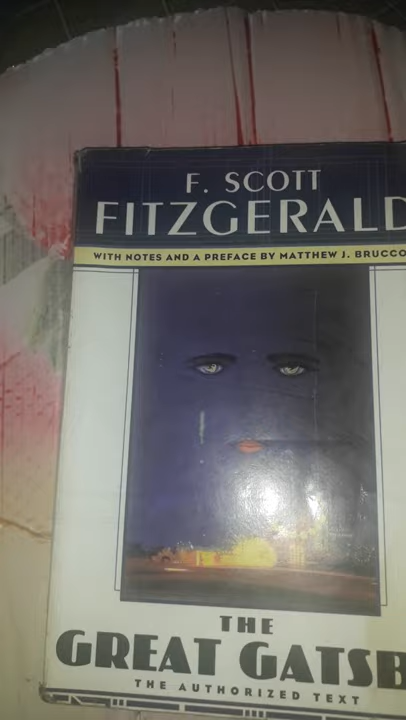 F. SCOTT
FITZGERALD
WITH NOTES AND A PREFACE BY MATTHEW J. BRUCCO
THE
GREAT GATSB
THE AUTHORIZED TEXT